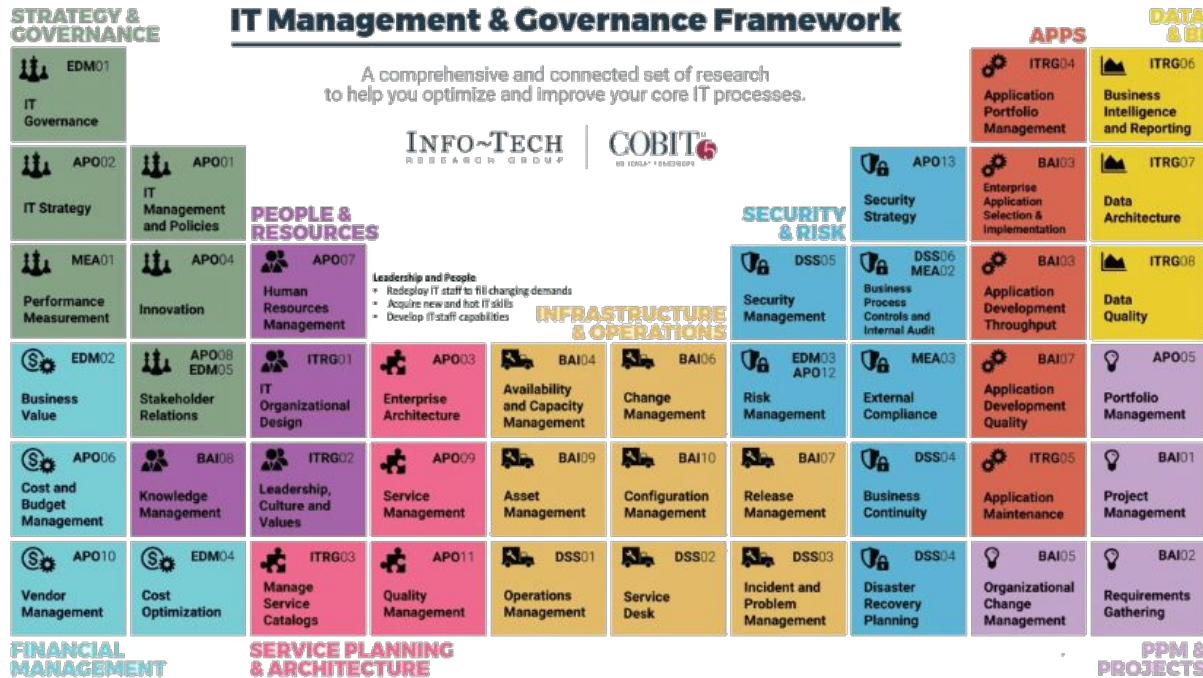 STRATEGY &
GOVERNANCE
IT Management & Governance Framework
A comprehensive and connected set of research
to help you optimize and improve your core IT processes.
INFO~TECH
RESEARCH GROUP
COBIT 5
APPS
DATA
& BI
EDM01
IT
Governance
ITRG04
Application
Portfolio
Management
ITRG06
Business
Intelligence
and Reporting
APO02
IT Strategy
APO01
IT
Management
and Policies
PEOPLE &
RESOURCES
SECURITY
& RISK
APO13
Security
Strategy
BAI03
Enterprise
Application
Selection &
Implementation
ITRG07
Data
Architecture
MEA01
Performance
Measurement
APO04
Innovation
APO07
Human
Resources
Management
Leadership and People
• Redeploy IT staff to fill changing demands
• Acquire new and hot IT skills
• Develop IT staff capabilities
INFRASTRUCTURE
& OPERATIONS
DSS05
Security
Management
DSS06
MEA02
Business
Process
Controls and
Internal Audit
BAI03
Application
Development
Throughput
ITRG08
Data
Quality
EDM02
Business
Value
APO08
EDM05
Stakeholder
Relations
ITRG01
IT
Organizational
Design
APO03
Enterprise
Architecture
BAI04
Availability
and Capacity
Management
BAI06
Change
Management
EDM03
APO12
Risk
Management
MEA03
External
Compliance
BAI07
Application
Development
Quality
APO05
Portfolio
Management
APO06
Cost and
Budget
Management
BAI08
Knowledge
Management
ITRG02
Leadership,
Culture and
Values
APO09
Service
Management
BAI09
Asset
Management
BAI10
Configuration
Management
BAI07
Release
Management
DSS04
Business
Continuity
ITRG05
Application
Maintenance
BAI01
Project
Management
APO10
Vendor
Management
EDM04
Cost
Optimization
ITRG03
Manage
Service
Catalogs
APO11
Quality
Management
DSS01
Operations
Management
DSS02
Service
Desk
DSS03
Incident and
Problem
Management
DSS04
Disaster
Recovery
Planning
BAI05
Organizational
Change
Management
BAI02
Requirements
Gathering
FINANCIAL
MANAGEMENT
SERVICE PLANNING
& ARCHITECTURE
PPM &
PROJECTS